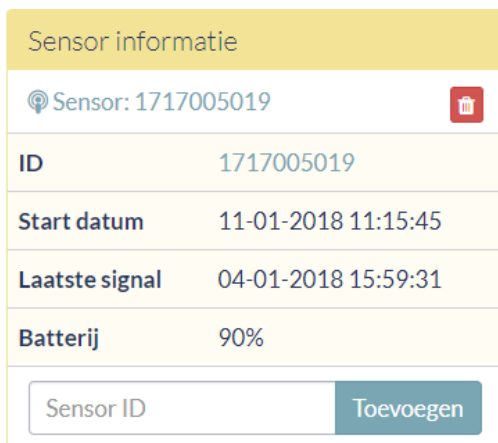 Sensor informatie
Sensor: 1717005019
ID 1717005019
Start datum 11-01-2018 11:15:45
Laatste signal 04-01-2018 15:59:31
Batterij 90%
Sensor ID Toevoegen